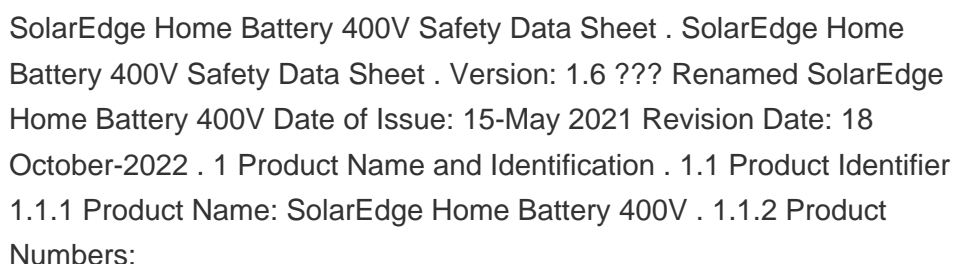 SolarEdge Home Battery 400V Safety Data Sheet . SolarEdge Home
Battery 400V Safety Data Sheet . Version: 1.6 ??? Renamed SolarEdge
Home Battery 400V Date of Issue: 15-May 2021 Revision Date: 18
October-2022 . 1 Product Name and Identification . 1.1 Product Identifier
1.1.1 Product Name: SolarEdge Home Battery 400V . 1.1.2 Product
Numbers: